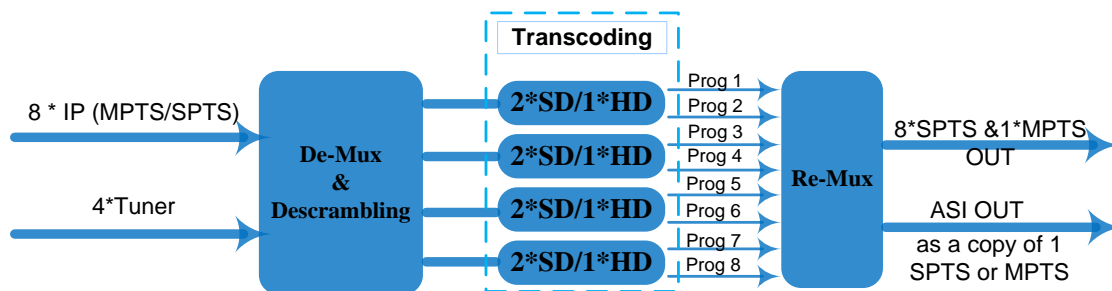 8 * IP (MPTS/SPTS)
4*Tuner
De-Mux
&
Descrambling
Transcoding
2*SD/1*HD
2*SD/1*HD
2*SD/1*HD
2*SD/1*HD
Prog 1
Prog 2
Prog 3
Prog 4
Prog 5
Prog 6
Prog 7
Prog 8
Re-Mux
8*SPTS &1*MPTS
OUT
ASI OUT
as a copy of 1
SPTS or MPTS